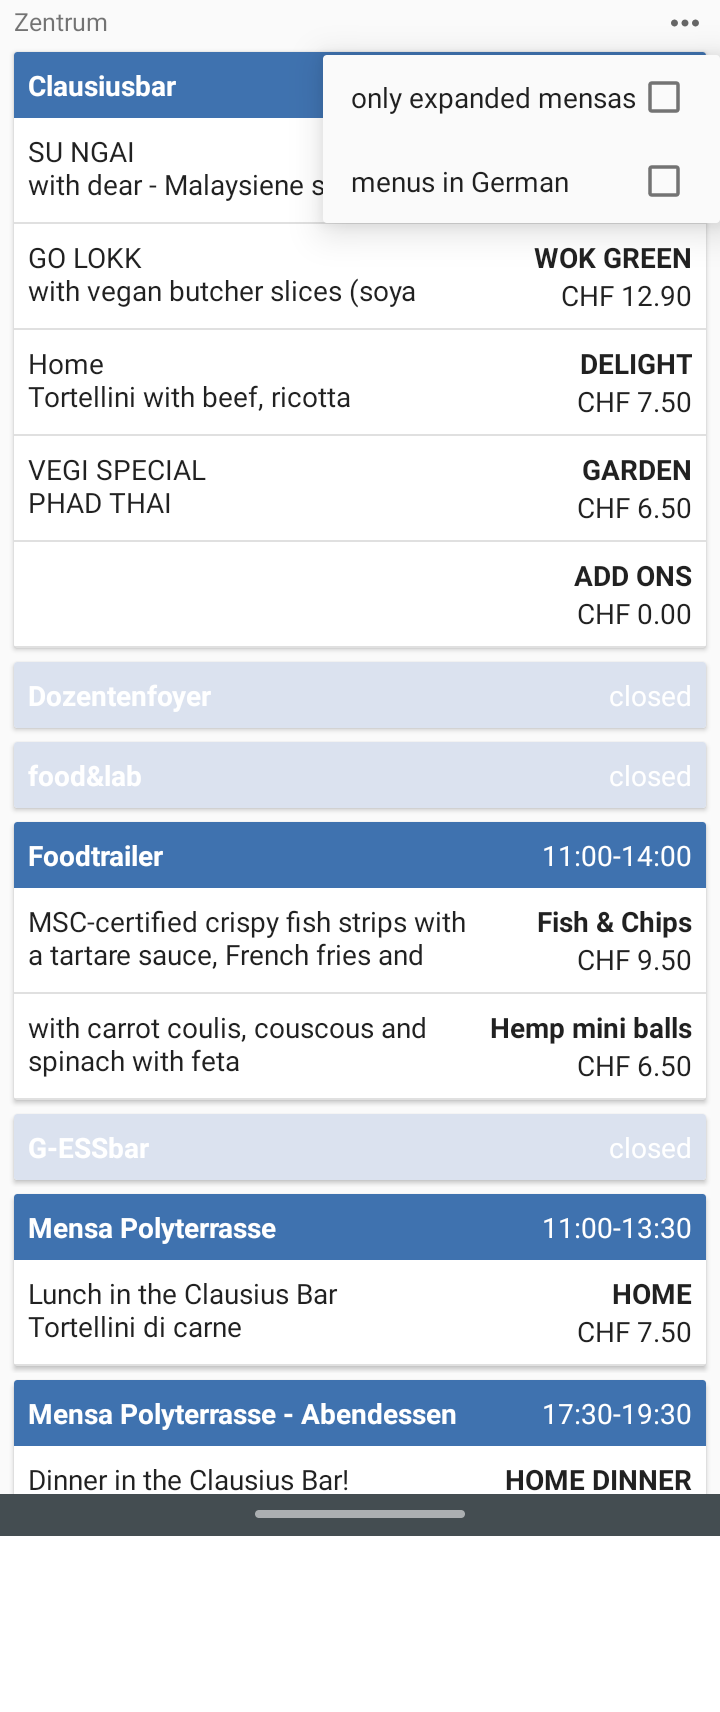 Zentrum
Clausiusbar
only expanded mensas
menus in German
SU NGAI
with dear - Malaysiene s
GO LOKK
with vegan butcher slices (soya
WOK GREEN
CHF 12.90
Home
Tortellini with beef, ricotta
DELIGHT
CHF 7.50
VEGI SPECIAL
PHAD THAI
GARDEN
CHF 6.50
ADD ONS
CHF 0.00
Dozentenfoyer closed
food&lab closed
Foodtrailer 11:00-14:00
MSC-certified crispy fish strips with
a tartare sauce, French fries and
Fish & Chips
CHF 9.50
with carrot coulis, couscous and
spinach with feta
Hemp mini balls
CHF 6.50
G-ESSbar closed
Mensa Polyterrasse 11:00-13:30
Lunch in the Clausius Bar
Tortellini di carne
HOME
CHF 7.50
Mensa Polyterrasse - Abendessen 17:30-19:30
Dinner in the Clausius Bar!
HOME DINNER